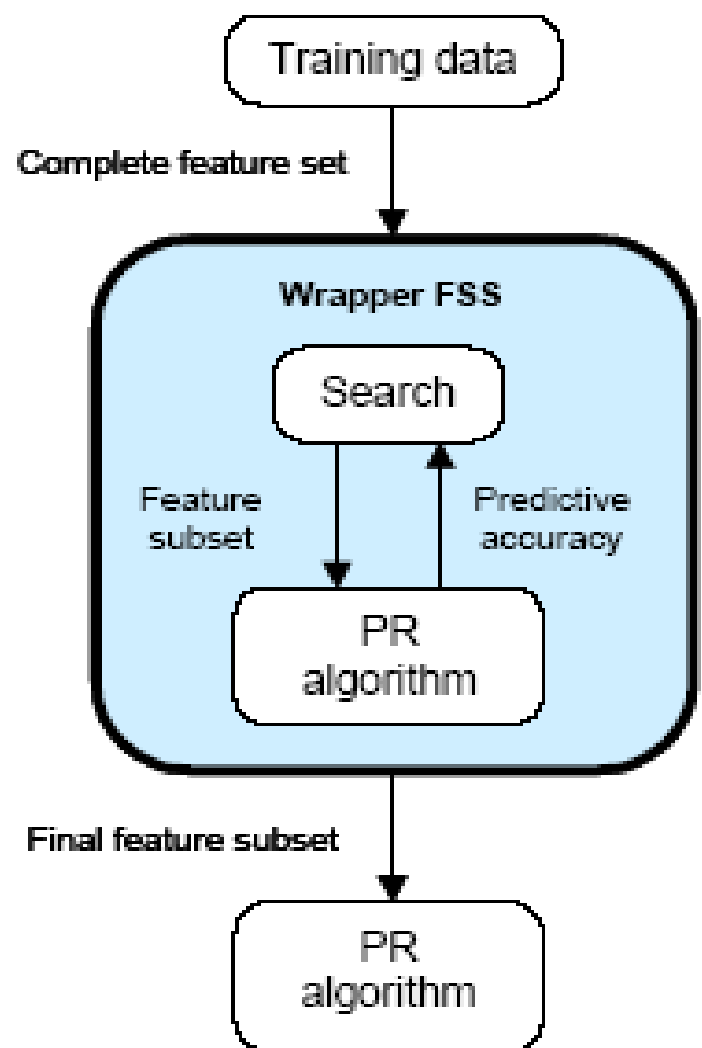 Training data
Complete feature set
Wrapper FSS
Search
Feature
subset
Predictive
accuracy
PR
algorithm
Final feature subset
PR
algorithm